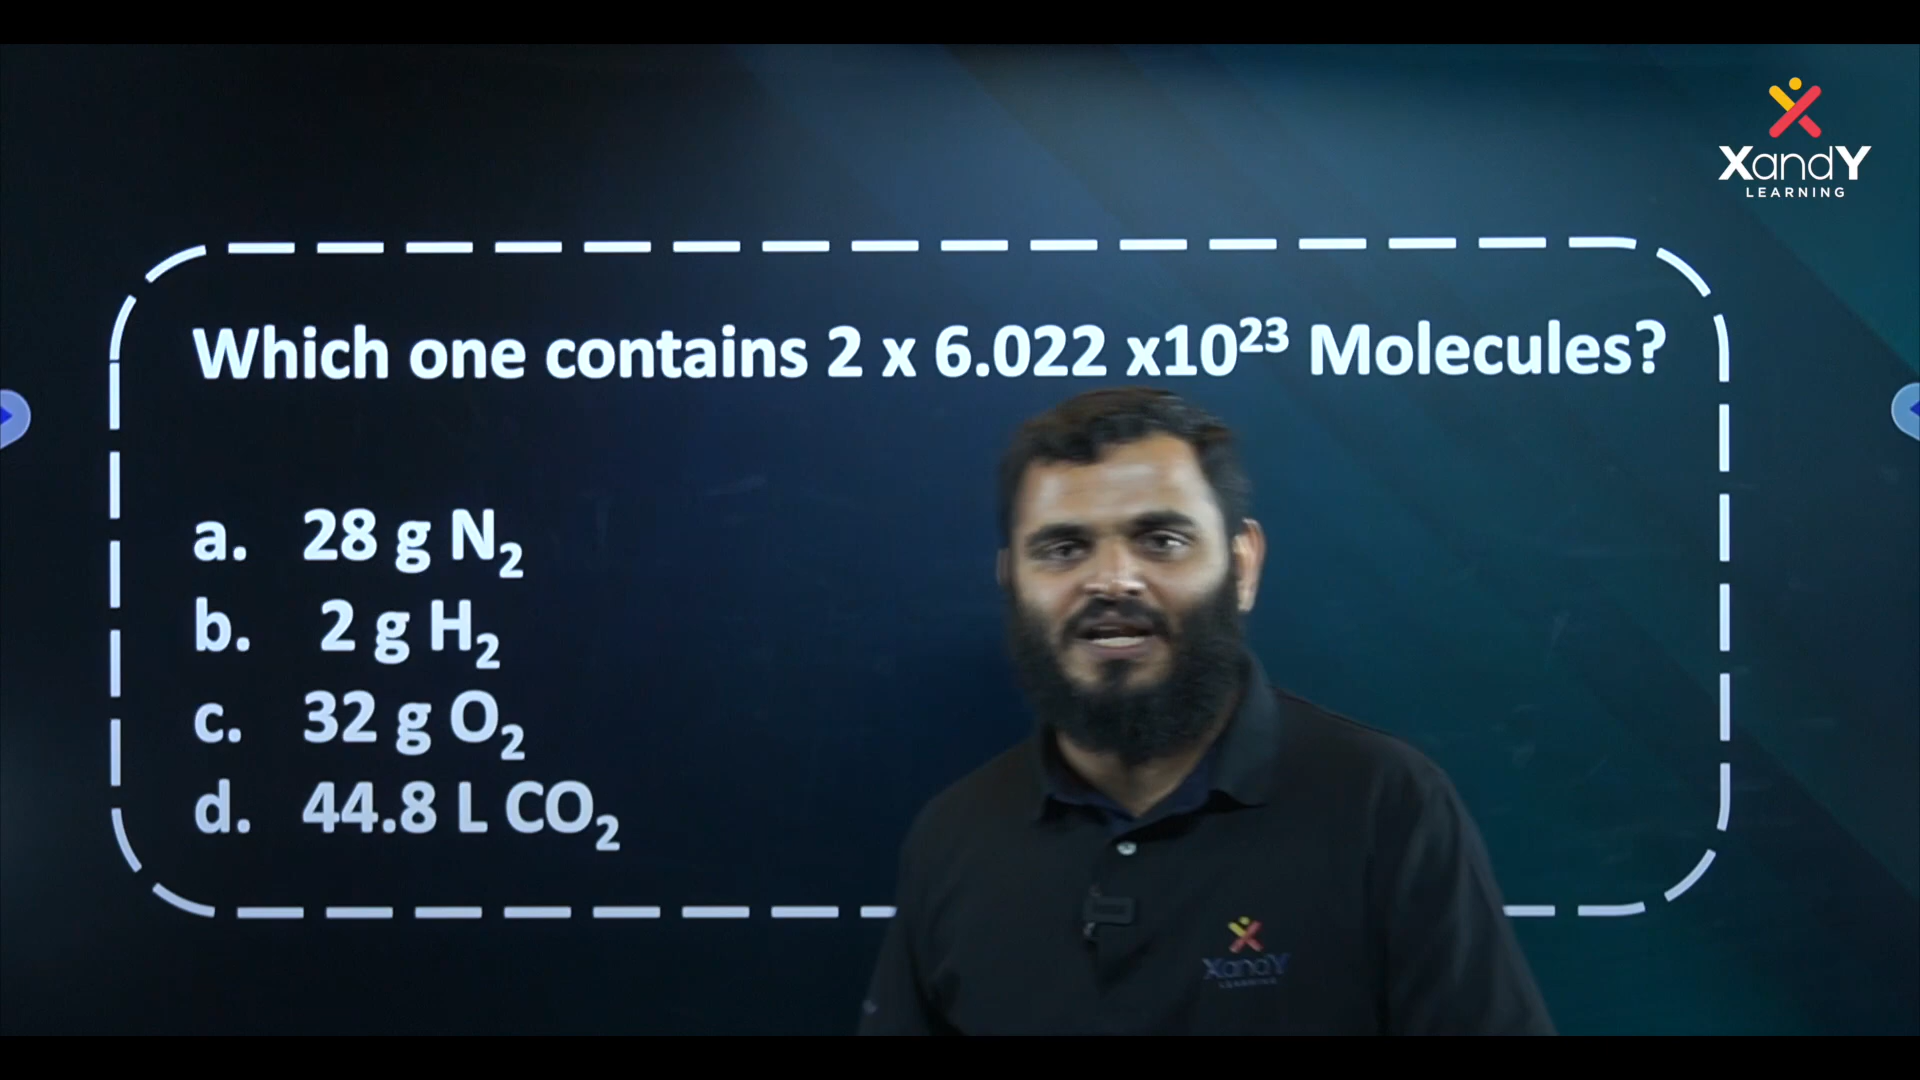 XandY
LEARNING
Which one contains 2 x 6.022 x10²³ Molecules?
a. 28 g N₂
b. 2 g H₂
c. 32 g O₂
d. 44.8 L CO₂
XandY
LEARNING